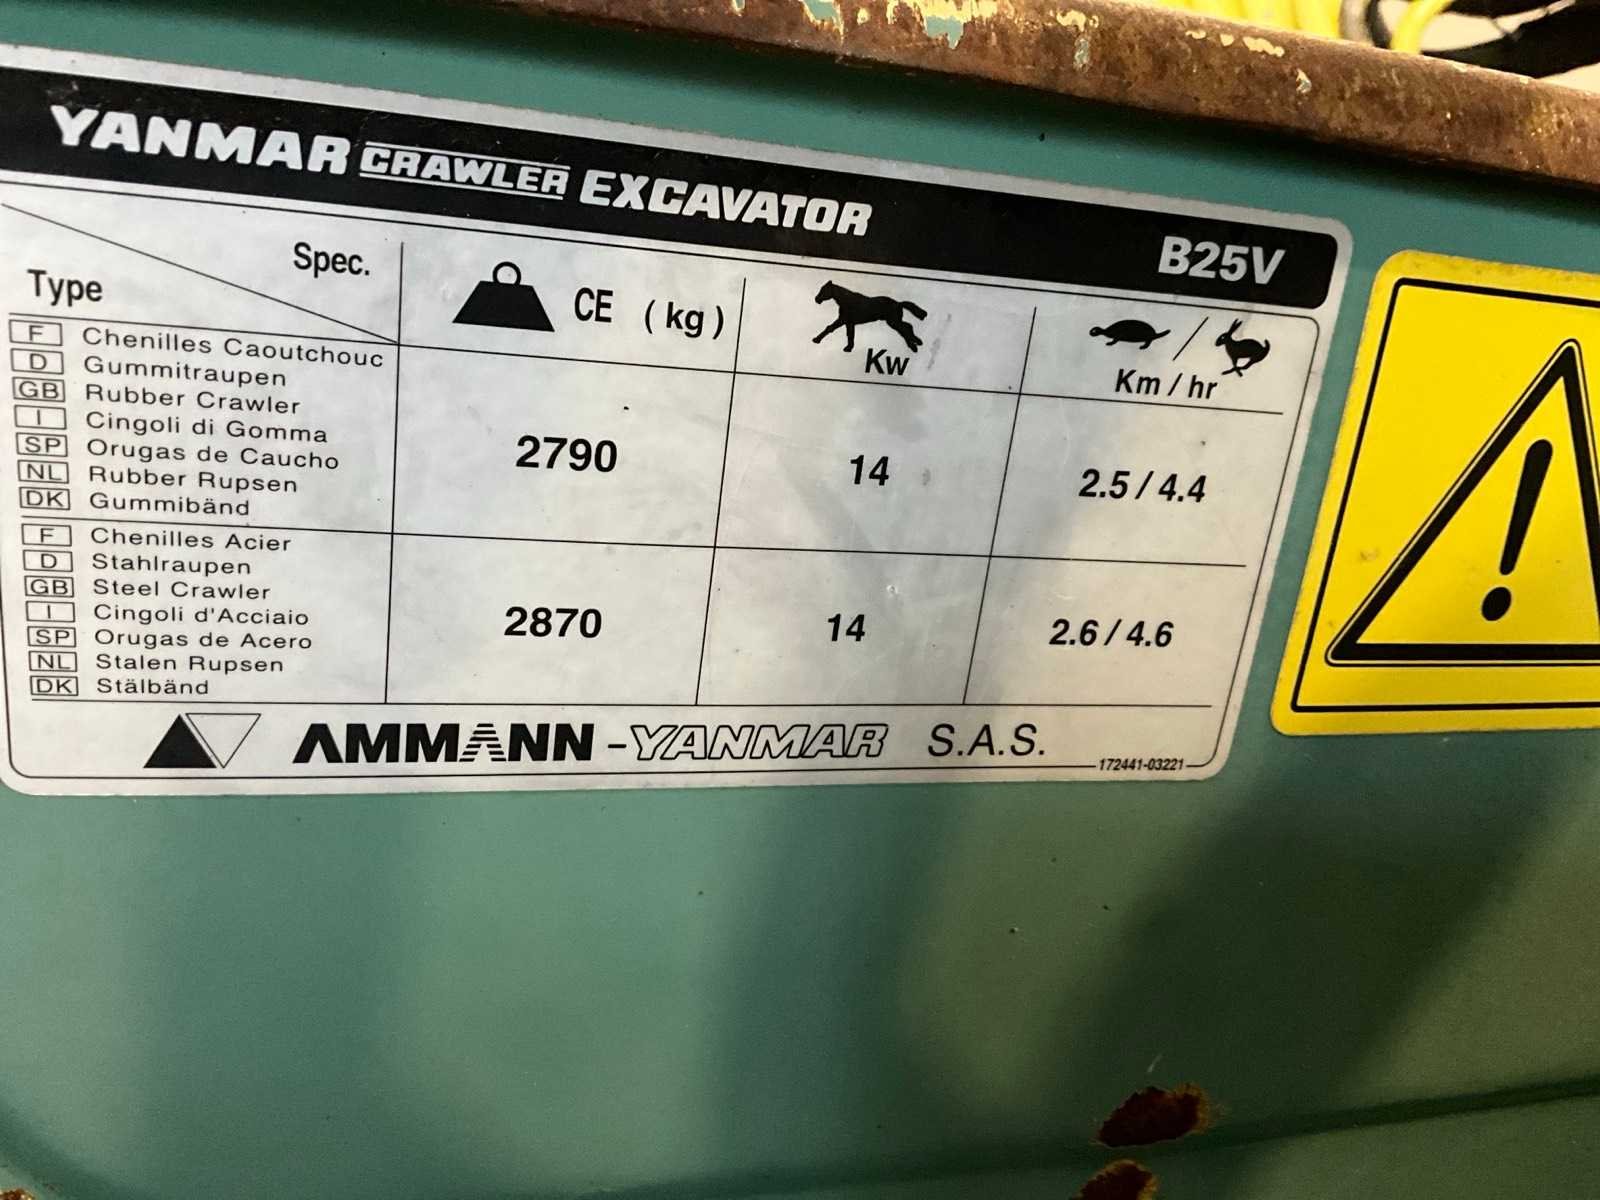 YANMAR CRAWLER EXCAVATOR B25V
Spec.
Type
CE (kg)
Kw
Km / hr
F Chenilles Caoutchouc
D Gummitraupen
GB Rubber Crawler
I Cingoli di Gomma
SP Orugas de Caucho
NL Rubber Rupsen
DK Gummibänd
2790
14
2.5 / 4.4
F Chenilles Acier
D Stahlraupen
GB Steel Crawler
I Cingoli d'Acciaio
SP Orugas de Acero
NL Stalen Rupsen
DK Stälbänd
2870
14
2.6 / 4.6
AMMANN-YANMAR S.A.S.
172441-03221
!